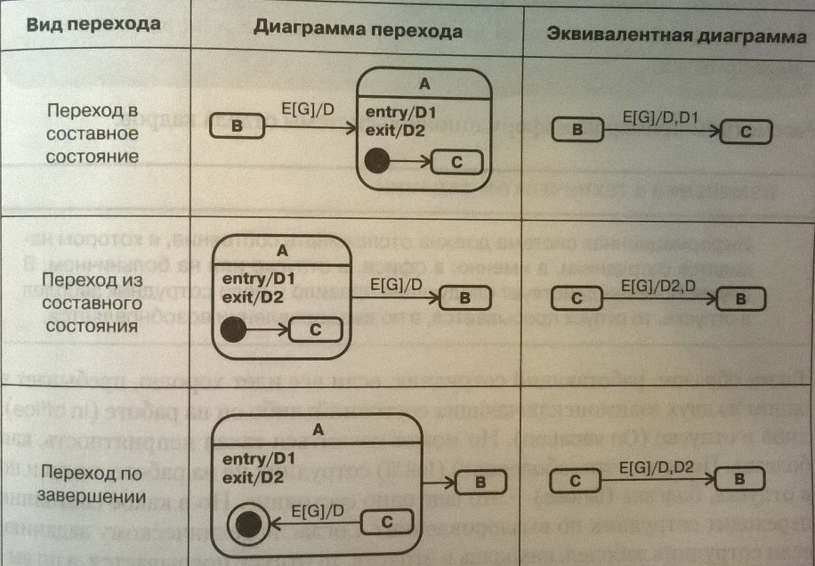 Вид перехода
Диаграмма перехода
Эквивалентная диаграмма
Переход в
составное
состояние
B
E[G]/D
A
entry/D1
exit/D2
C
B
E[G]/D,D1
C
Переход из
составного
состояния
A
entry/D1
exit/D2
C
E[G]/D
B
C
E[G]/D2,D
B
Переход по
завершении
A
entry/D1
exit/D2
E[G]/D
C
B
C
E[G]/D,D2
B